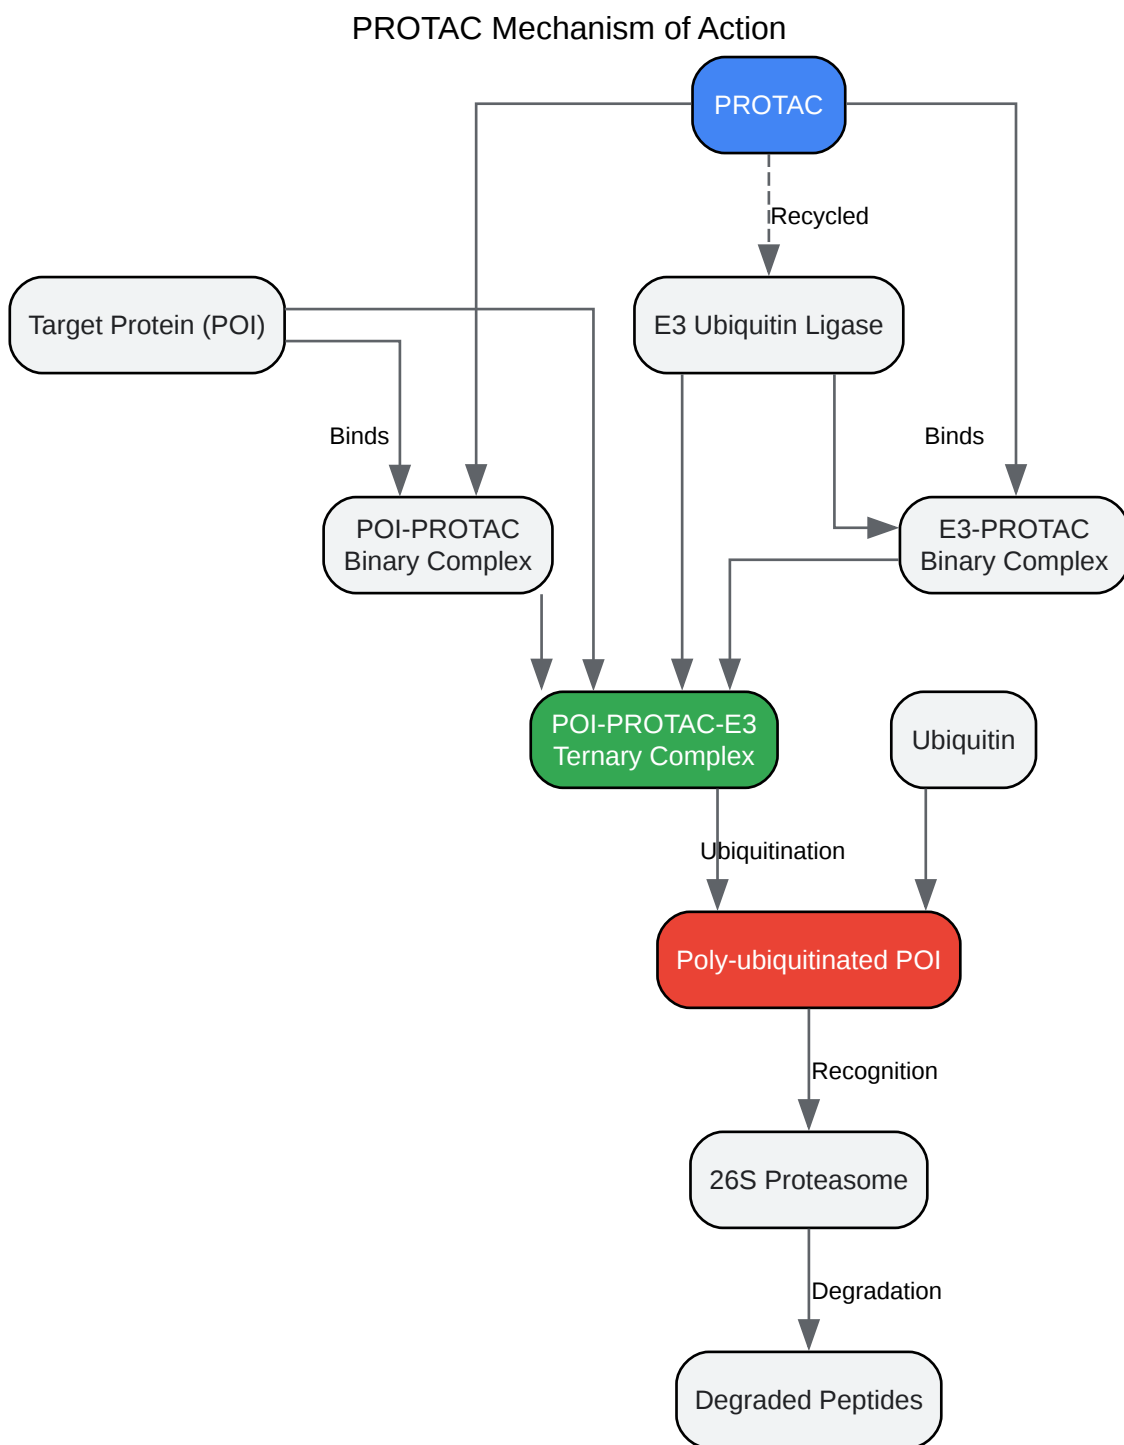 PROTAC Mechanism of Action
PROTAC
Recycled
Target Protein (POI)
E3 Ubiquitin Ligase
Binds
Binds
POI-PROTAC
Binary Complex
E3-PROTAC
Binary Complex
POI-PROTAC-E3
Ternary Complex
Ubiquitin
Ubiquitination
Poly-ubiquitinated POI
Recognition
26S Proteasome
Degradation
Degraded Peptides